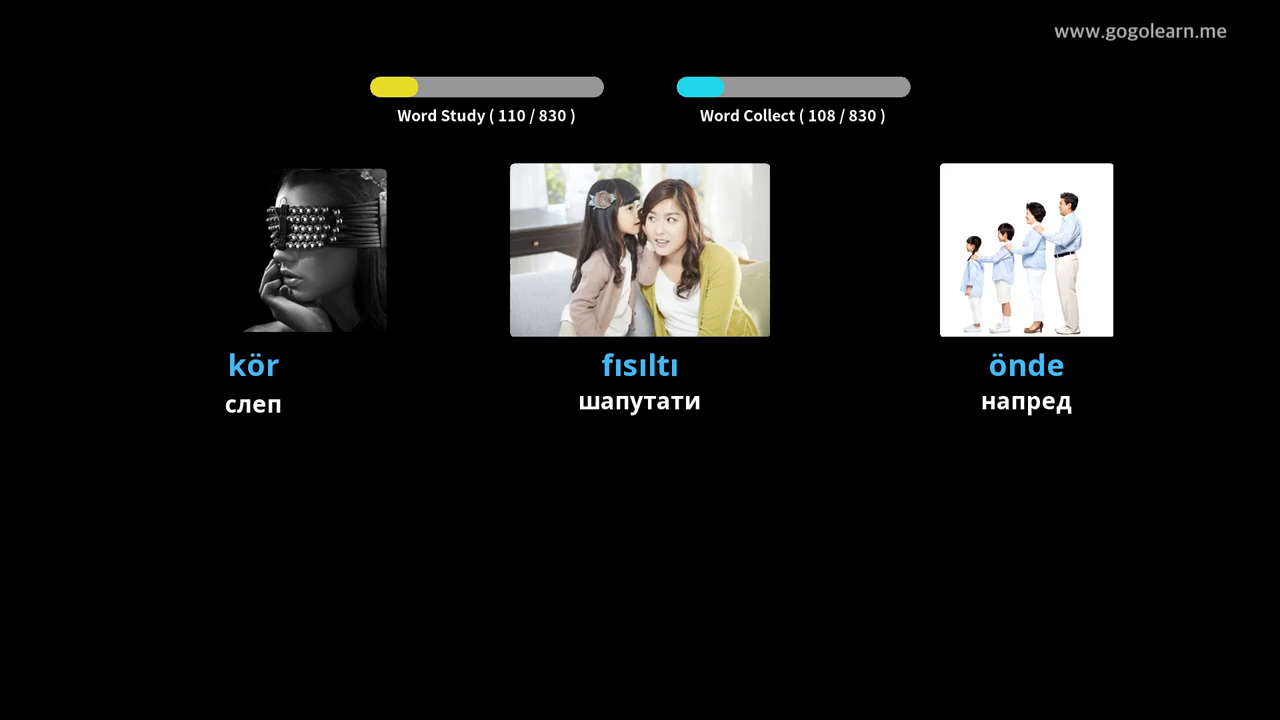 www.gogolearn.me
Word Study ( 110 / 830 )
Word Collect ( 108 / 830 )
kör
слеп
fısıltı
шапутати
önde
напред